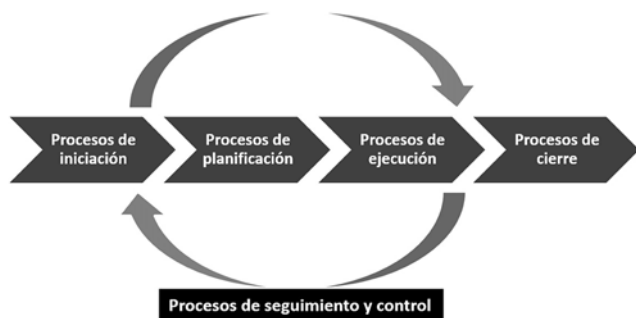 Procesos de
iniciación
Procesos de
planificación
Procesos de
ejecución
Procesos de
cierre
Procesos de seguimiento y control